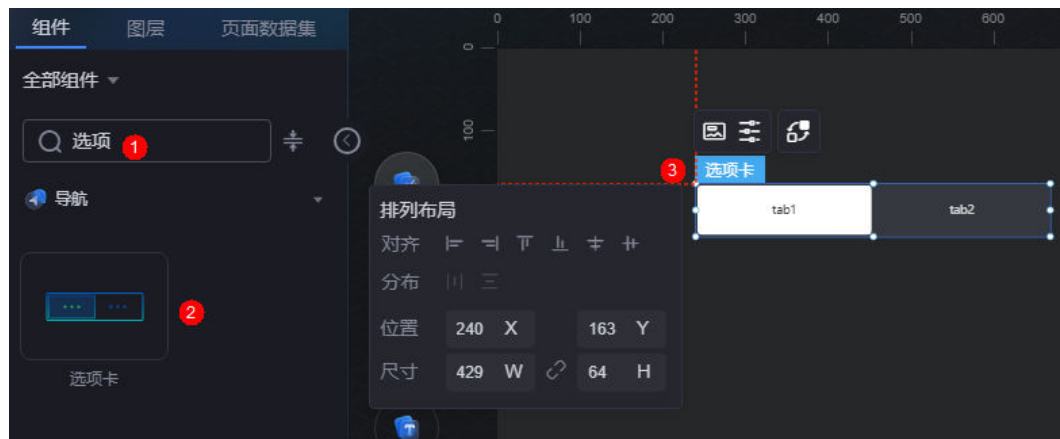 组件 图层 页面数据集
0 100 200 300 400 500 600
全部组件
0
选项 1
100
导航
3 选项卡
排列布局
tab1 tab2
对齐
分布
2
位置 240 X 163 Y
尺寸 429 W 64 H
选项卡
T